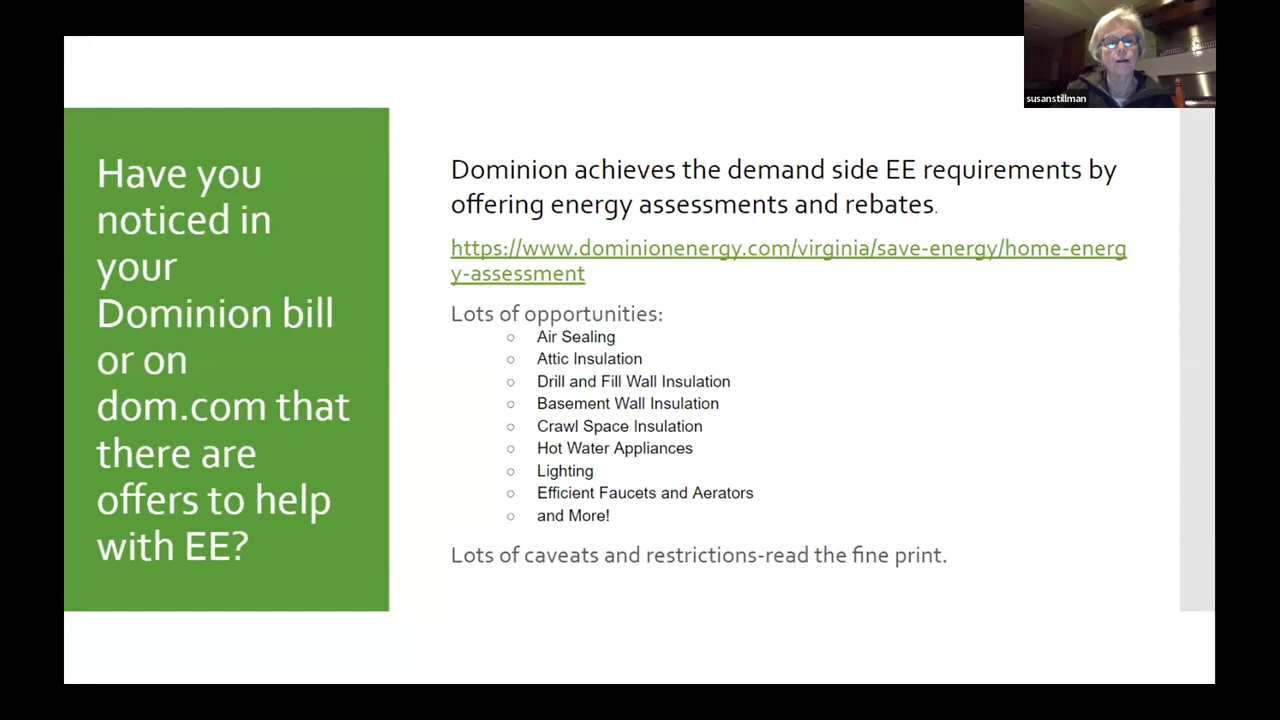 susanstillman
Have you
noticed in
your
Dominion bill
or on
dom.com that
there are
offers to help
with EE?
Dominion achieves the demand side EE requirements by
offering energy assessments and rebates.
https://www.dominionenergy.com/virginia/save-energy/home-energ
y-assessment
Lots of opportunities:
○ Air Sealing
○ Attic Insulation
○ Drill and Fill Wall Insulation
○ Basement Wall Insulation
○ Crawl Space Insulation
○ Hot Water Appliances
○ Lighting
○ Efficient Faucets and Aerators
○ and More!
Lots of caveats and restrictions-read the fine print.